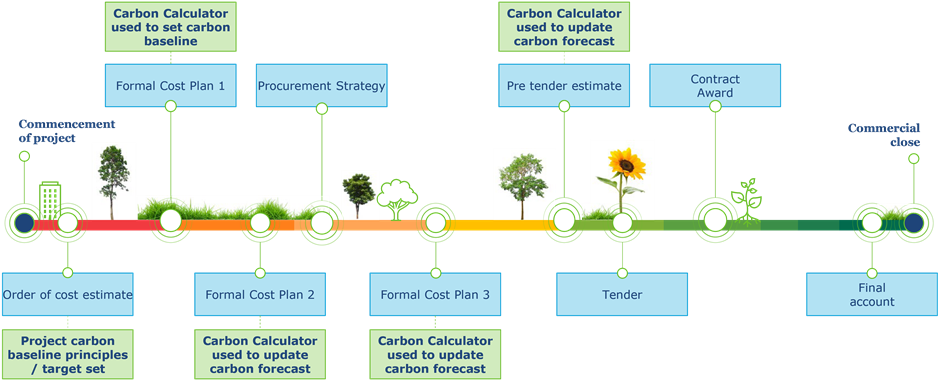 Carbon Calculator
used to set carbon
baseline
Carbon Calculator
used to update
carbon forecast
Formal Cost Plan 1
Procurement Strategy
Pre tender estimate
Contract
Award
Commencement
of project
Commercial
close
Order of cost estimate
Formal Cost Plan 2
Formal Cost Plan 3
Tender
Final
account
Project carbon
baseline principles
/ target set
Carbon Calculator
used to update
carbon forecast
Carbon Calculator
used to update
carbon forecast